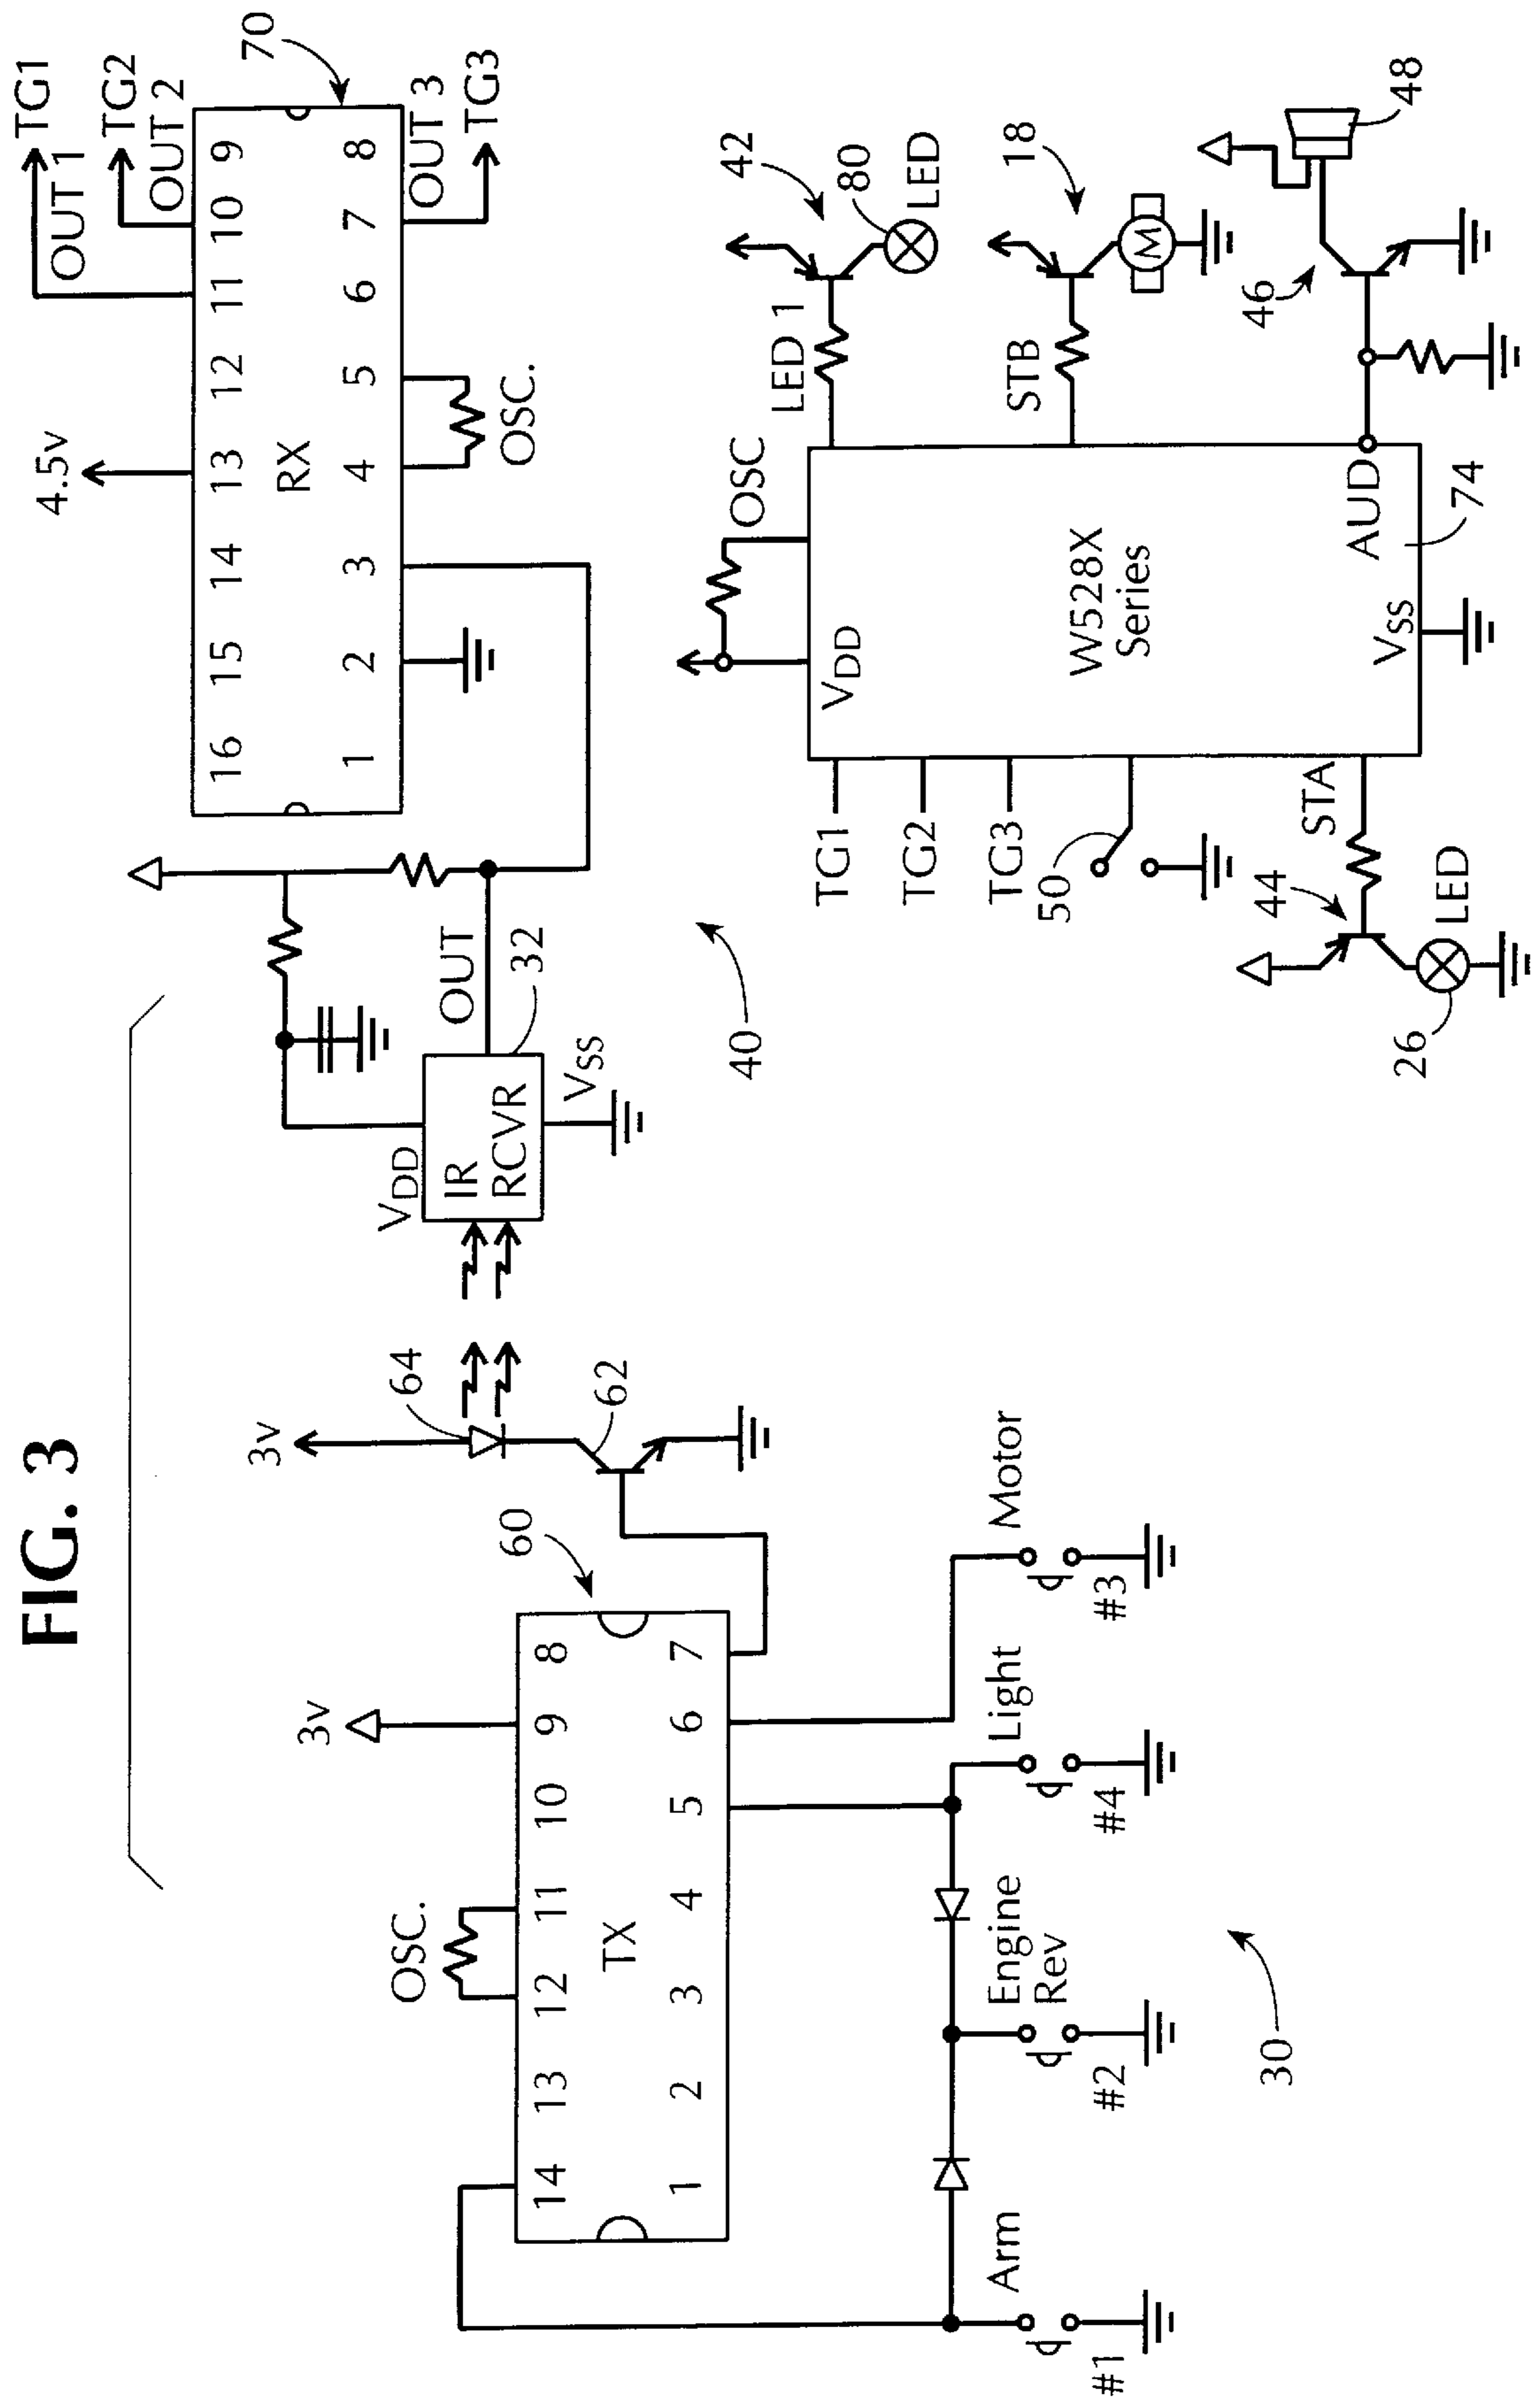 FIG. 3
3v
3v
OSC.
14 13 12 11 10 9 8
TX
1 2 3 4 5 6 7
60
62
64
Arm
Engine
Rev
Light
Motor
#1
#2
#4
#3
30
VDD
IR
RCVR
OUT
32
VSS
40
4.5v
TG1
OUT 1
TG2
OUT 2
70
16 15 14 13 12 11 10 9
RX
1 2 3 4 5 6 7 8
OSC.
OUT 3
TG3
OSC
VDD
LED 1
42
80
LED
TG1
TG2
TG3
50
W528X
Series
STB
18
M
STA
44
LED
26
AUD
VSS
74
46
48